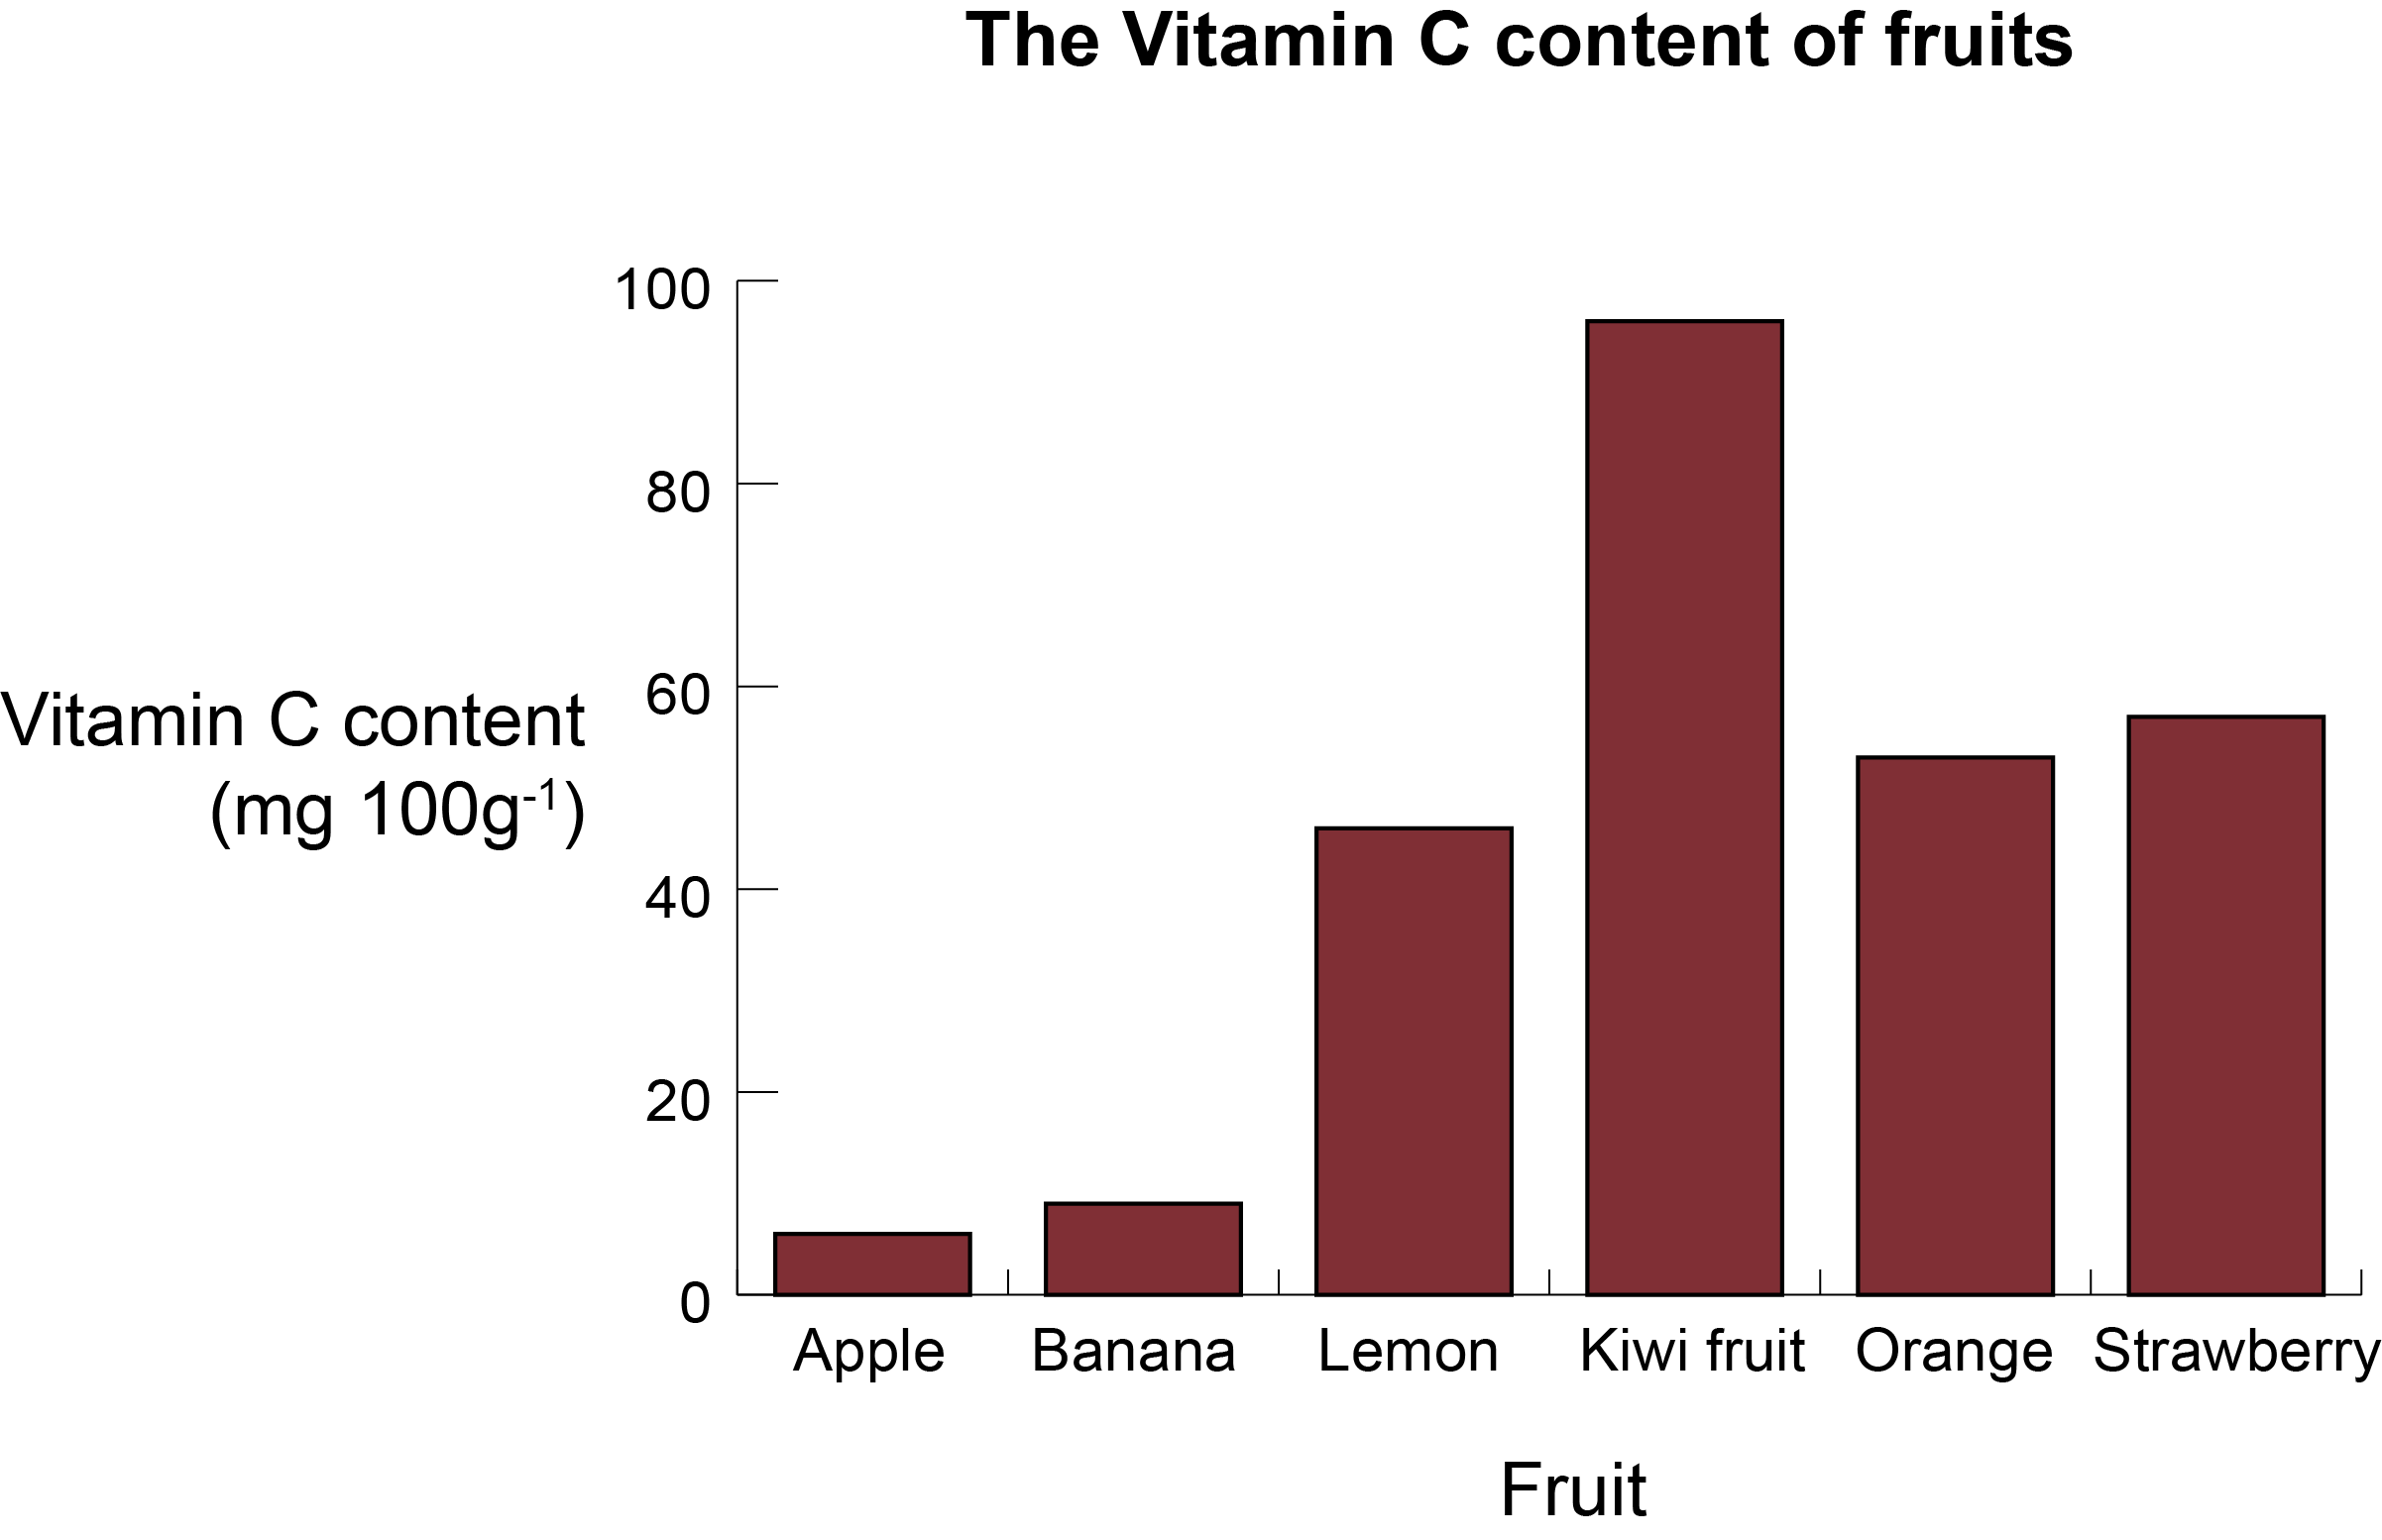 The Vitamin C content of fruits
100
80
60
40
20
0
Vitamin C content
(mg 100g⁻¹)
Apple Banana Lemon Kiwi fruit Orange Strawberry
Fruit